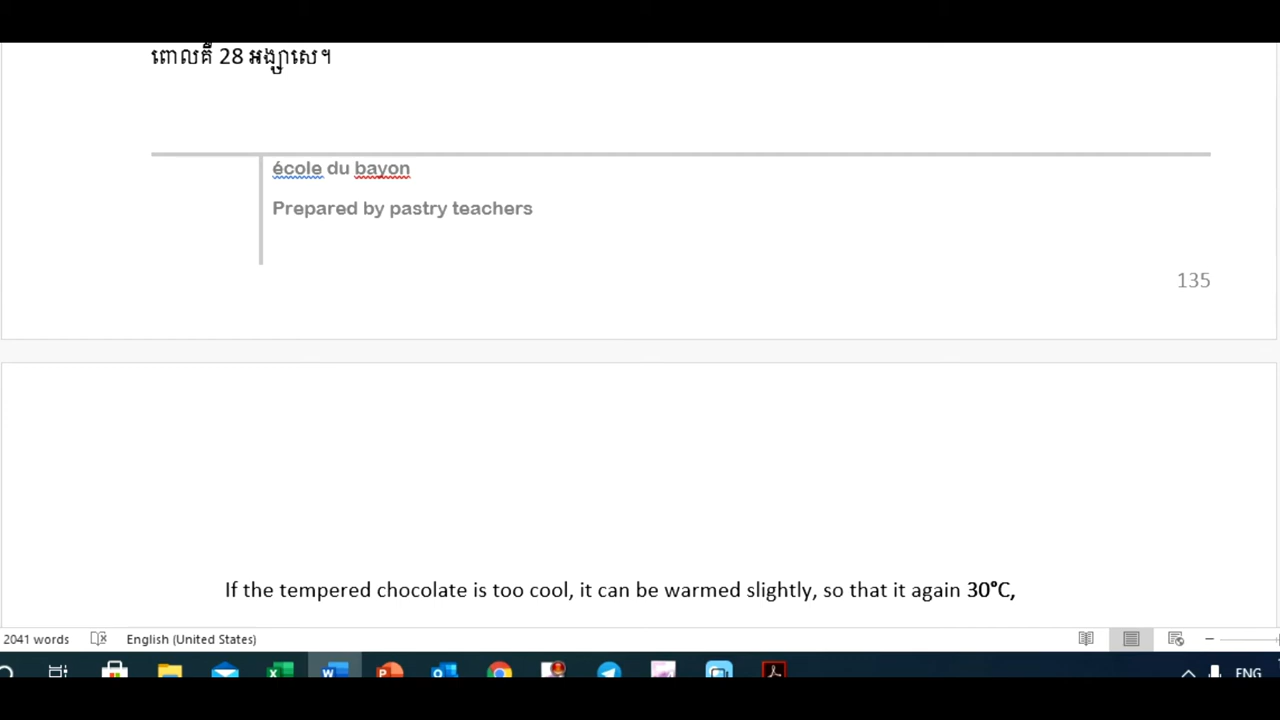 ពោលគឺ 28 អង្សាសេ។
école du bayon
Prepared by pastry teachers
135
If the tempered chocolate is too cool, it can be warmed slightly, so that it again 30°C,
2041 words English (United States)
ENG